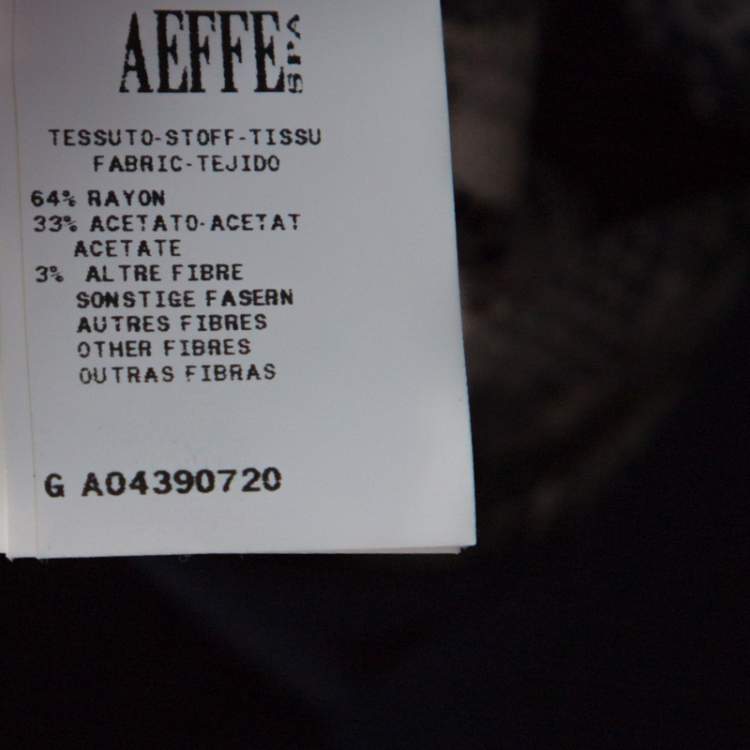 AEFFE SPA
TESSUTO-STOFF-TISSU
FABRIC-TEJIDO
64% RAYON
33% ACETATO-ACETAT
ACETATE
3% ALTRE FIBRE
SONSTIGE FASERN
AUTRES FIBRES
OTHER FIBRES
OUTRAS FIBRAS
G A04390720